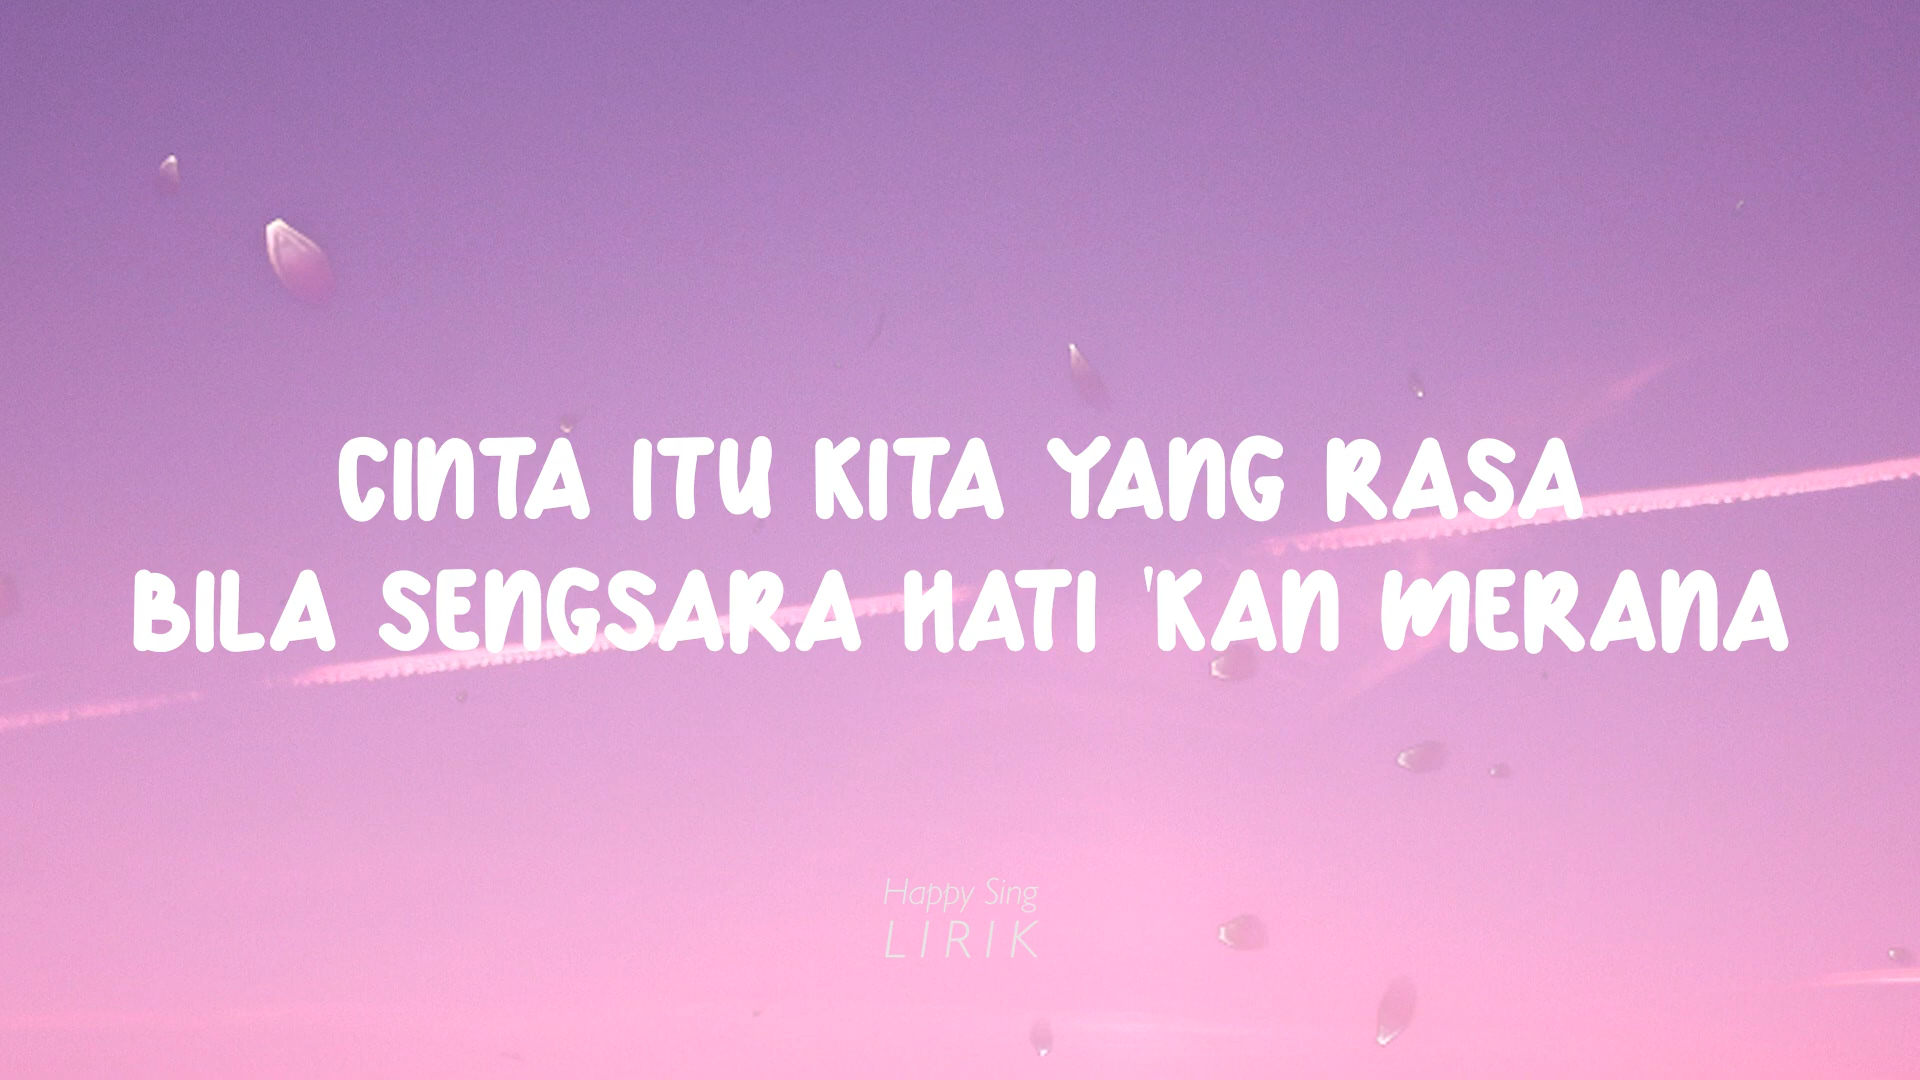 CINTA ITU KITA YANG RASA
BILA SENGSARA HATI 'KAN MERANA
Happy Sing
LIRIK